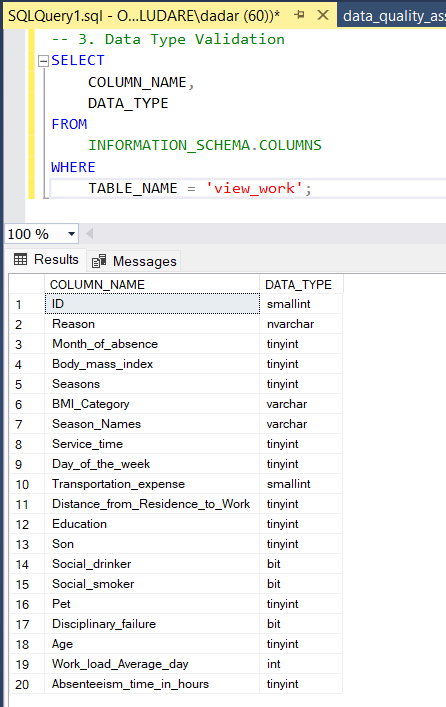 SQLQuery1.sql - O...LUDARE\dadar (60))* data_quality_ass
-- 3. Data Type Validation
SELECT
COLUMN_NAME,
DATA_TYPE
FROM
INFORMATION_SCHEMA.COLUMNS
WHERE
TABLE_NAME = 'view_work';
100 %
Results Messages
COLUMN_NAME DATA_TYPE
1 ID smallint
2 Reason nvarchar
3 Month_of_absence tinyint
4 Body_mass_index tinyint
5 Seasons tinyint
6 BMI_Category varchar
7 Season_Names varchar
8 Service_time tinyint
9 Day_of_the_week tinyint
10 Transportation_expense smallint
11 Distance_from_Residence_to_Work tinyint
12 Education tinyint
13 Son tinyint
14 Social_drinker bit
15 Social_smoker bit
16 Pet tinyint
17 Disciplinary_failure bit
18 Age tinyint
19 Work_load_Average_day int
20 Absenteeism_time_in_hours tinyint